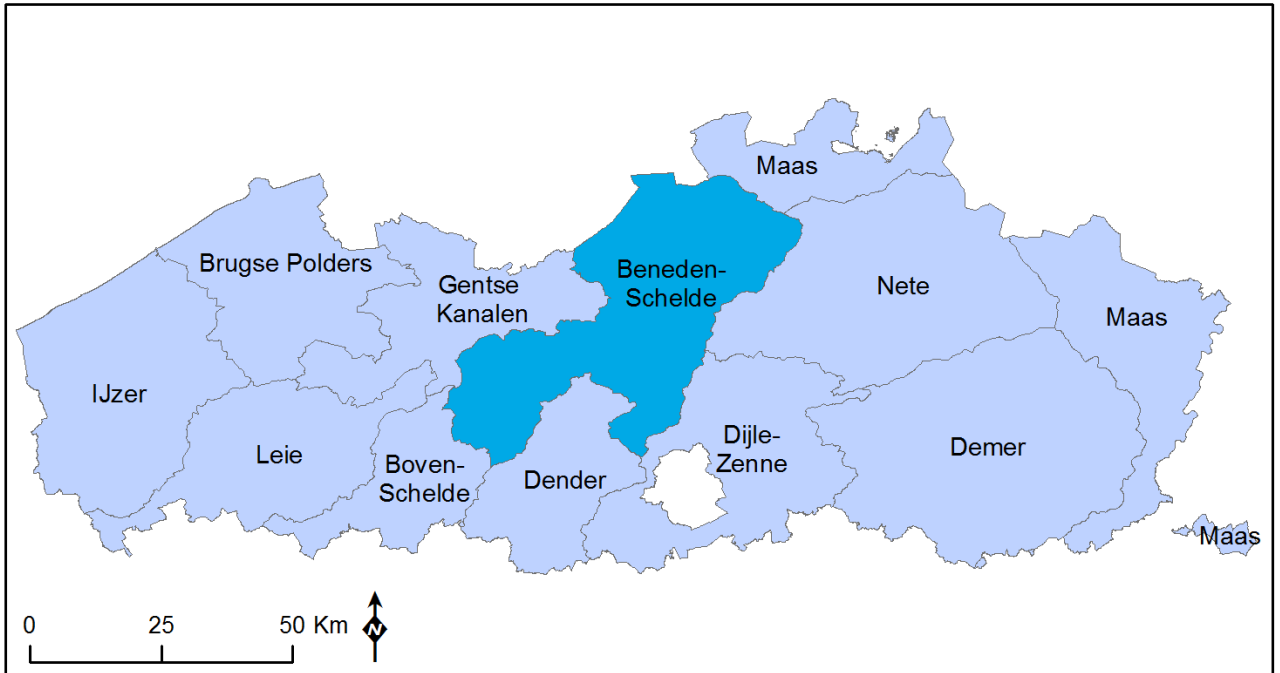 Maas
Brugse Polders
Gentse
Kanalen
Beneden-
Schelde
Nete
Maas
IJzer
Leie
Boven-
Schelde
Dender
Dijle-
Zenne
Demer
Maas
0 25 50 Km
N